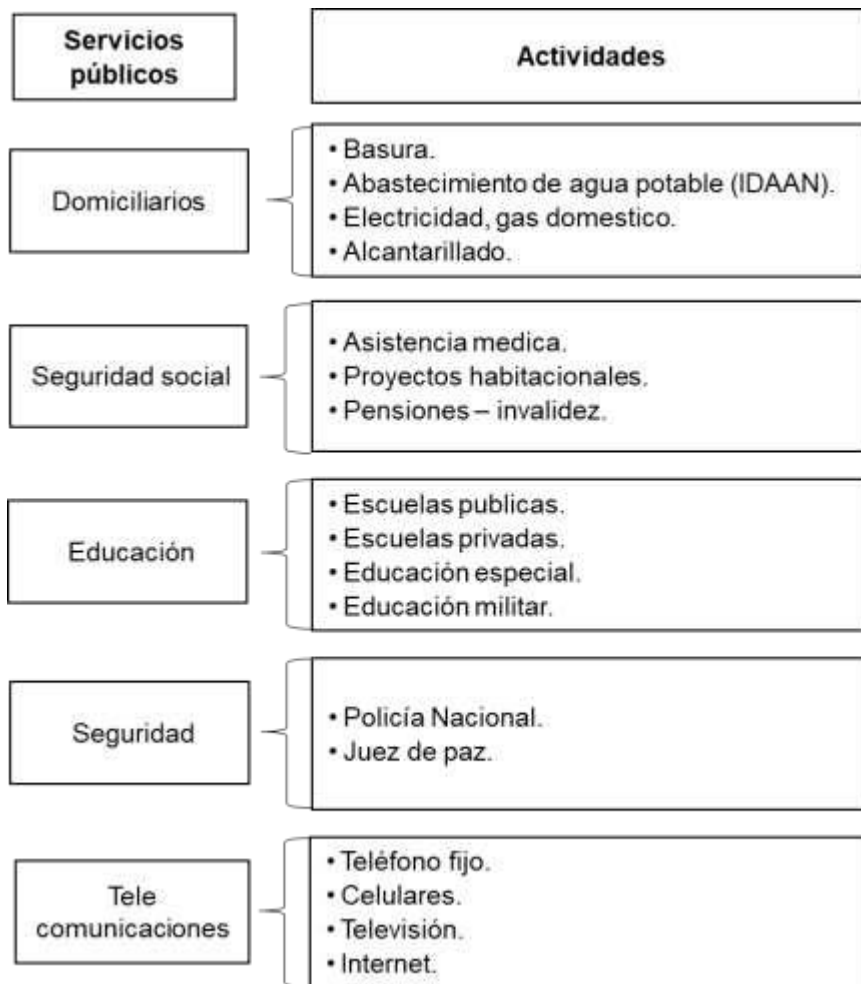 Servicios
públicos
Actividades
Domiciliarios
• Basura.
• Abastecimiento de agua potable (IDAAN).
• Electricidad, gas domestico.
• Alcantarillado.
Seguridad social
• Asistencia medica.
• Proyectos habitacionales.
• Pensiones – invalidez.
Educación
• Escuelas publicas.
• Escuelas privadas.
• Educación especial.
• Educación militar.
Seguridad
• Policía Nacional.
• Juez de paz.
Tele
comunicaciones
• Teléfono fijo.
• Celulares.
• Televisión.
• Internet.